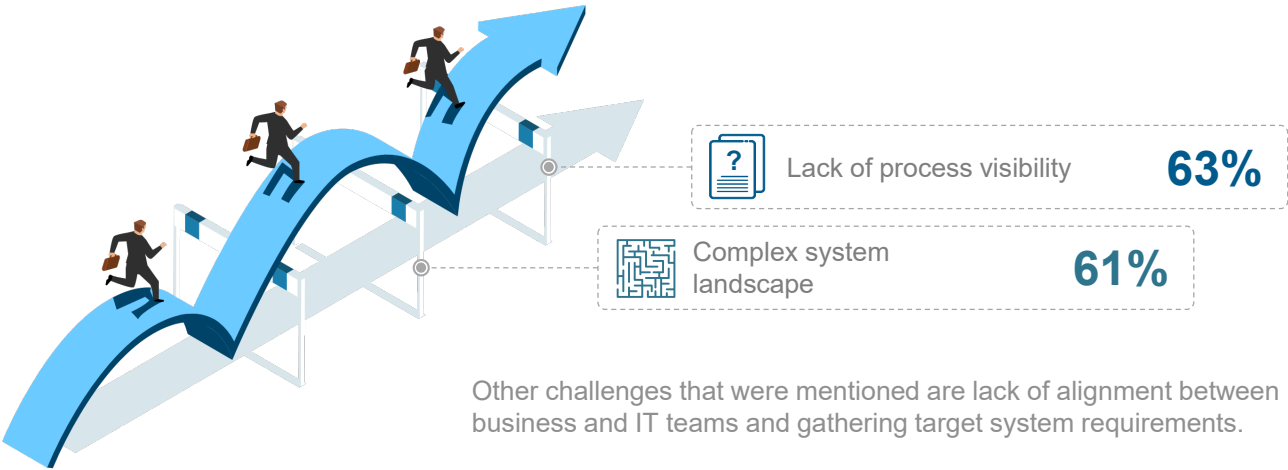 ?
Lack of process visibility
63%
Complex system
landscape
61%
Other challenges that were mentioned are lack of alignment between
business and IT teams and gathering target system requirements.